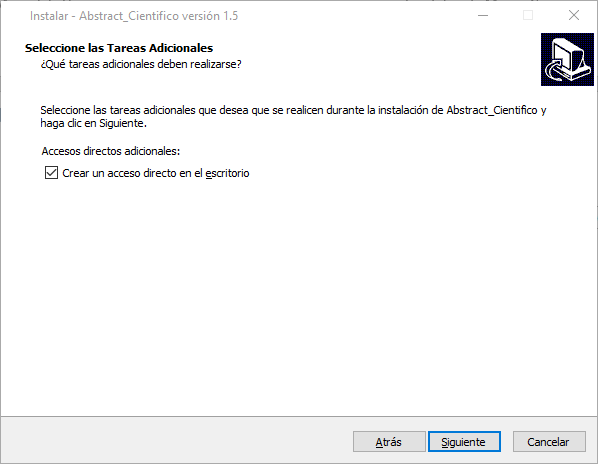 Instalar - Abstract_Cientifico versión 1.5
Seleccione las Tareas Adicionales
¿Qué tareas adicionales deben realizarse?
Seleccione las tareas adicionales que desea que se realicen durante la instalación de Abstract_Cientifico y
haga clic en Siguiente.
Accesos directos adicionales:
Crear un acceso directo en el escritorio
Atrás
Siguiente
Cancelar